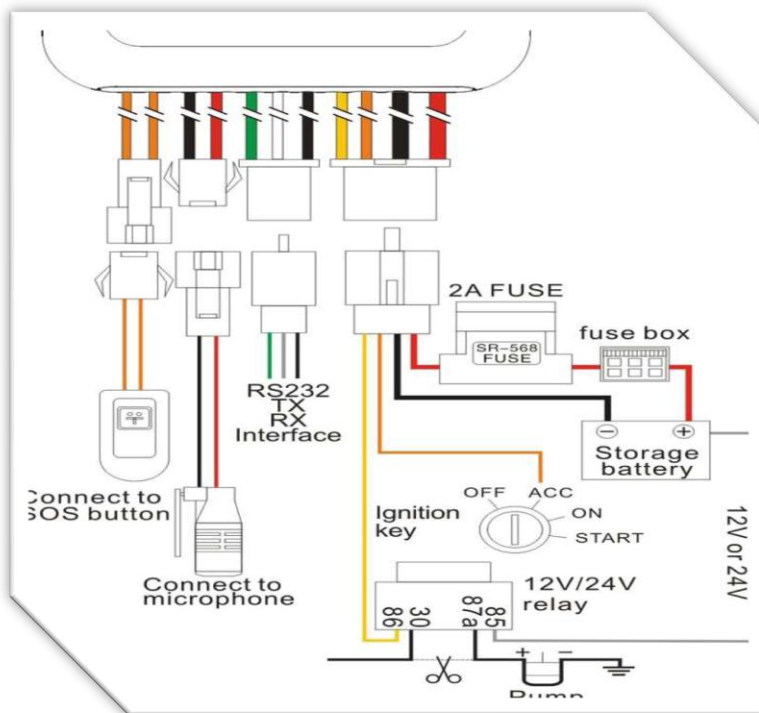 2A FUSE
SR-568
FUSE
fuse box
RS232
TX
RX
Interface
Storage
battery
Connect to
SOS button
OFF
ACC
ON
START
Ignition
key
Connect to
microphone
12V/24V
relay
86
30
87a
85
12V or 24V
Pump